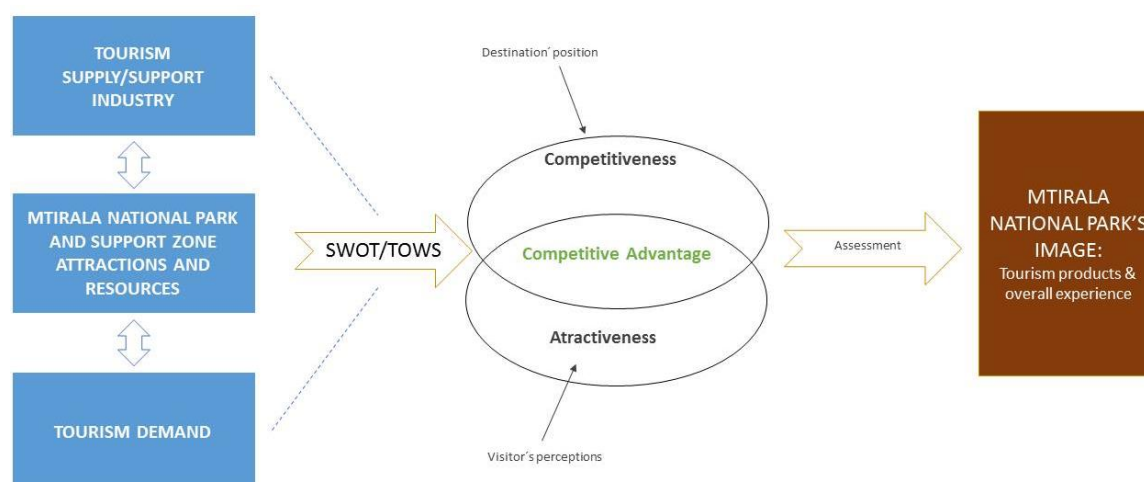 TOURISM
SUPPLY/SUPPORT
INDUSTRY
MTIRALA NATIONAL PARK
AND SUPPORT ZONE
ATTRACTIONS AND
RESOURCES
TOURISM DEMAND
SWOT/TOWS
Destination´ position
Competitiveness
Competitive Advantage
Atractiveness
Visitor´s perceptions
Assessment
MTIRALA
NATIONAL PARK'S
IMAGE:
Tourism products &
overall experience